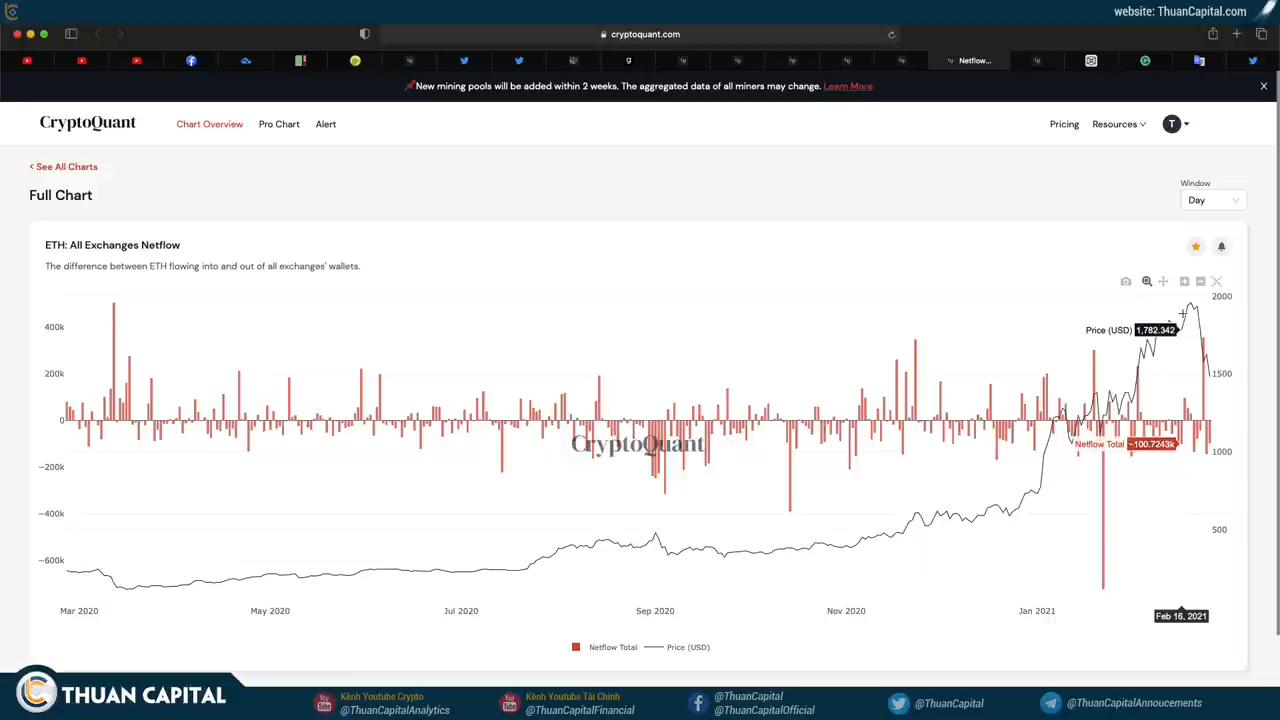 website: ThuanCapital.com
cryptoquant.com
Netflow...
New mining pools will be added within 2 weeks. The aggregated data of all miners may change. Learn More
CryptoQuant
Chart Overview
Pro Chart
Alert
Pricing
Resources
T
< See All Charts
Full Chart
Window
Day
ETH: All Exchanges Netflow
The difference between ETH flowing into and out of all exchanges' wallets.
400k
200k
0
−200k
−400k
−600k
2000
1500
1000
500
Price (USD) 1,782.342
Netflow Total −100.7243k
CryptoQuant
Mar 2020
May 2020
Jul 2020
Sep 2020
Nov 2020
Jan 2021
Feb 16, 2021
Netflow Total
Price (USD)
THUAN CAPITAL
Kênh Youtube Crypto
@ThuanCapitalAnalytics
Kênh Youtube Tài Chính
@ThuanCapitalFinancial
@ThuanCapital
@ThuanCapitalOfficial
@ThuanCapital
@ThuanCapitalAnnoucements